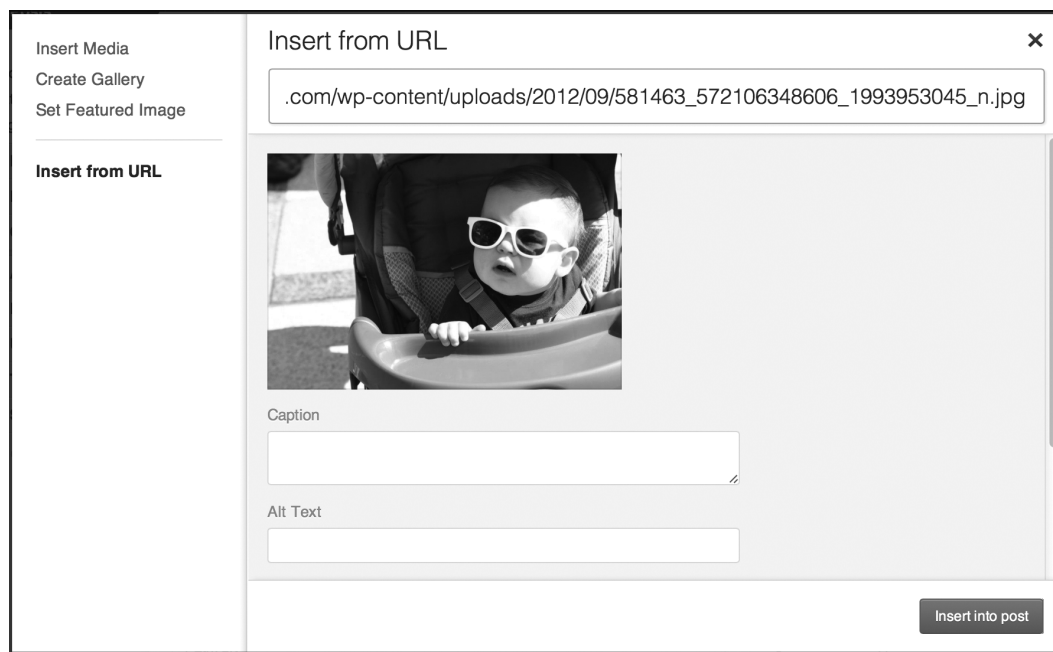 Insert Media
Create Gallery
Set Featured Image
Insert from URL
Insert from URL
×
.com/wp-content/uploads/2012/09/581463_572106348606_1993953045_n.jpg
Caption
Alt Text
Insert into post